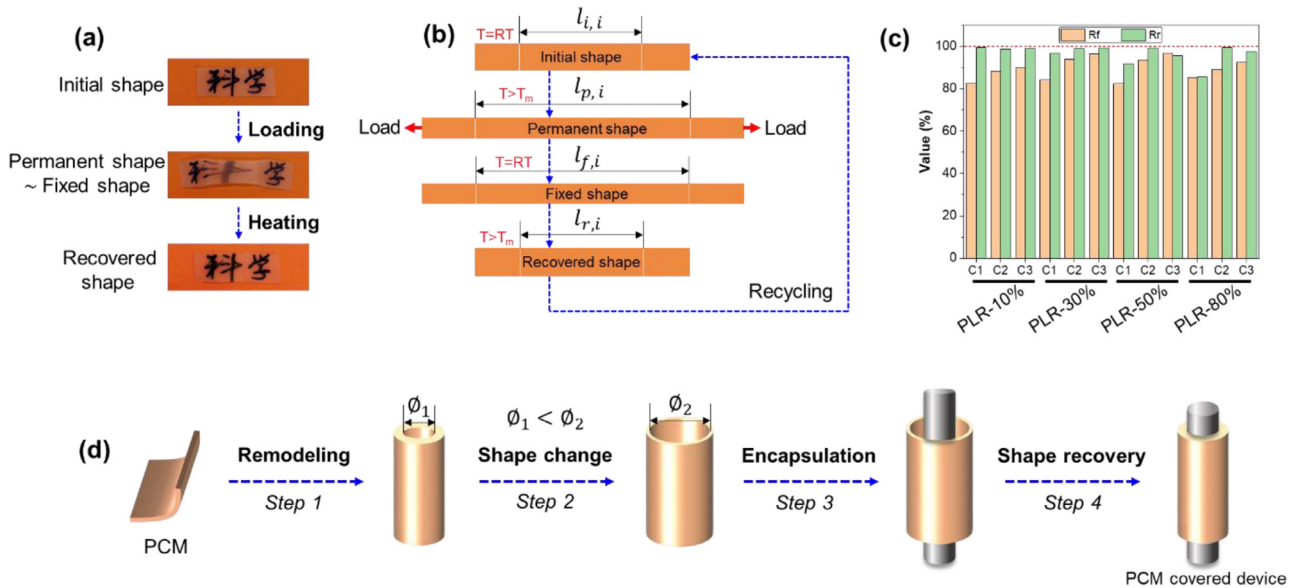 (a)
Initial shape
科学
Loading
Permanent shape
~ Fixed shape
科学
Heating
Recovered
shape
科学
(b)
T=RT
l_{i,i}
Initial shape
T>T_m
l_{p,i}
Load
Permanent shape
Load
T=RT
l_{f,i}
Fixed shape
T>T_m
l_{r,i}
Recovered shape
Recycling
(c)
Rf
Rr
Value (%)
100
80
60
40
20
0
C1 C2 C3 C1 C2 C3 C1 C2 C3 C1 C2 C3
PLR-10%
PLR-30%
PLR-50%
PLR-80%
(d)
PCM
Remodeling
Step 1
Ø₁
Ø₁ < Ø₂
Shape change
Step 2
Ø₂
Encapsulation
Step 3
Shape recovery
Step 4
PCM covered device